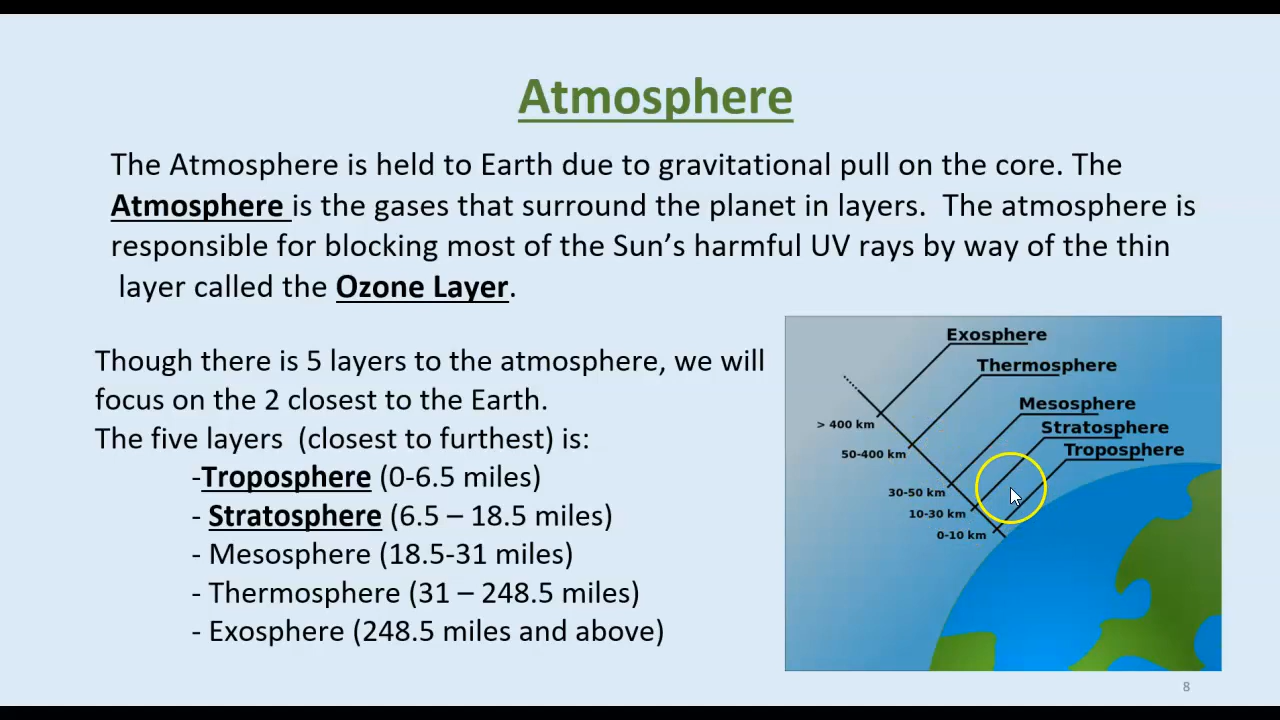 Atmosphere
The Atmosphere is held to Earth due to gravitational pull on the core. The
Atmosphere is the gases that surround the planet in layers.  The atmosphere is
responsible for blocking most of the Sun’s harmful UV rays by way of the thin
layer called the Ozone Layer.
Though there is 5 layers to the atmosphere, we will
focus on the 2 closest to the Earth.
The five layers  (closest to furthest) is:
-Troposphere (0-6.5 miles)
- Stratosphere (6.5 – 18.5 miles)
- Mesosphere (18.5-31 miles)
- Thermosphere (31 – 248.5 miles)
- Exosphere (248.5 miles and above)
Exosphere
Thermosphere
Mesosphere
Stratosphere
Troposphere
> 400 km
50-400 km
30-50 km
10-30 km
0-10 km
8